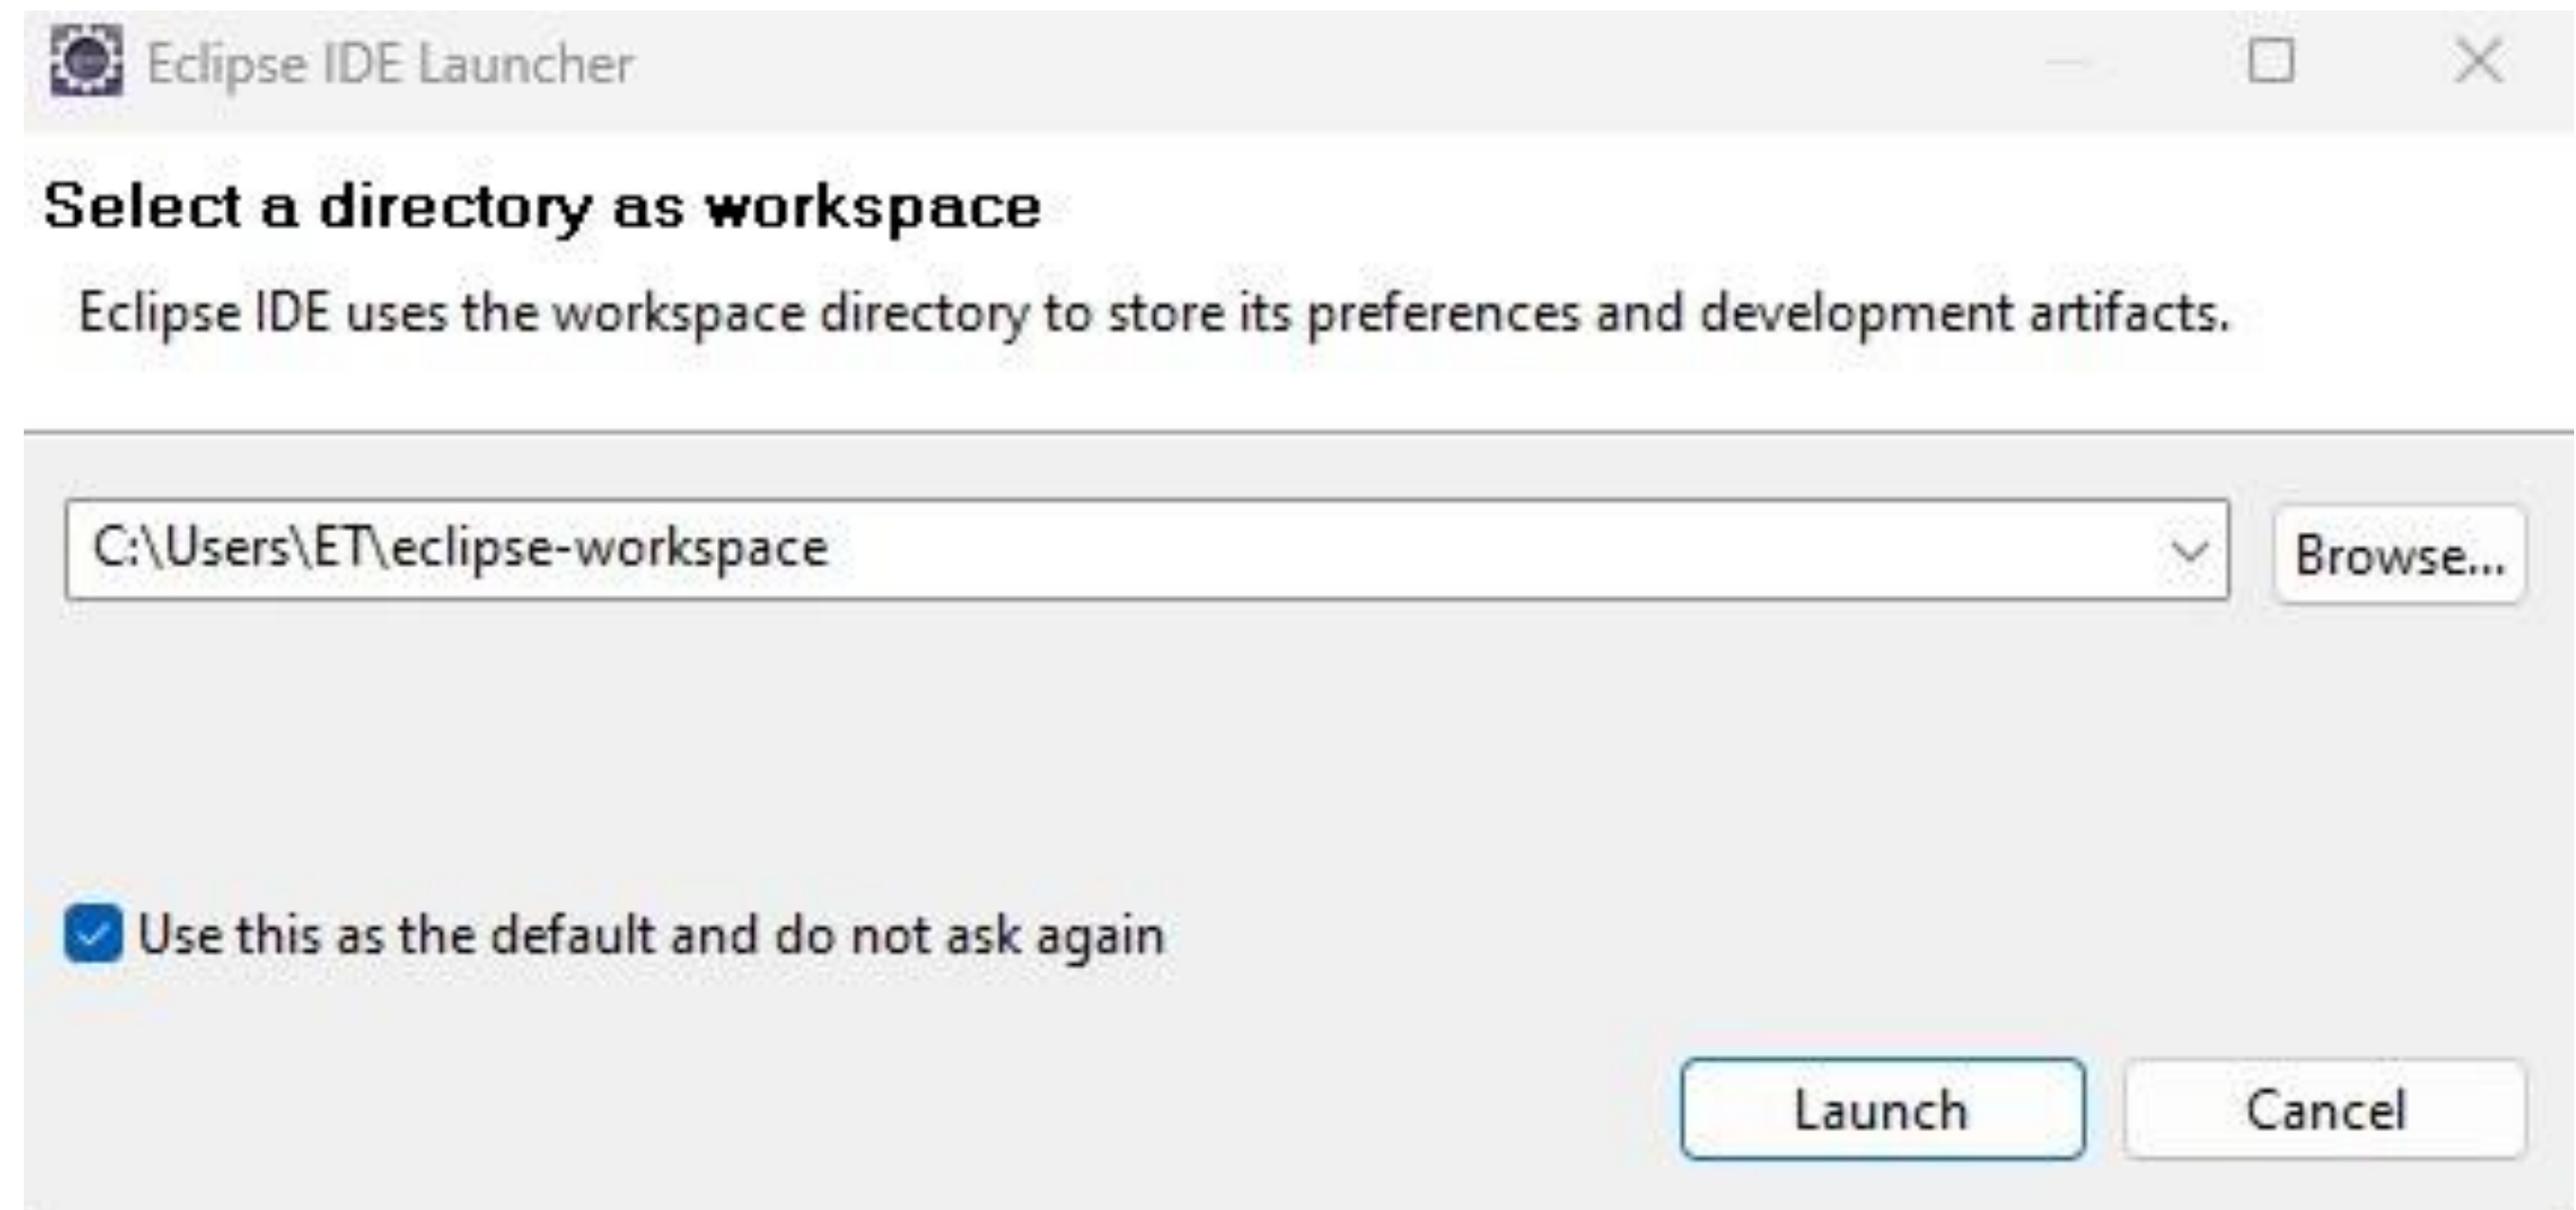 Eclipse IDE Launcher
Select a directory as workspace
Eclipse IDE uses the workspace directory to store its preferences and development artifacts.
C:\Users\ET\eclipse-workspace
Browse...
Use this as the default and do not ask again
Launch
Cancel